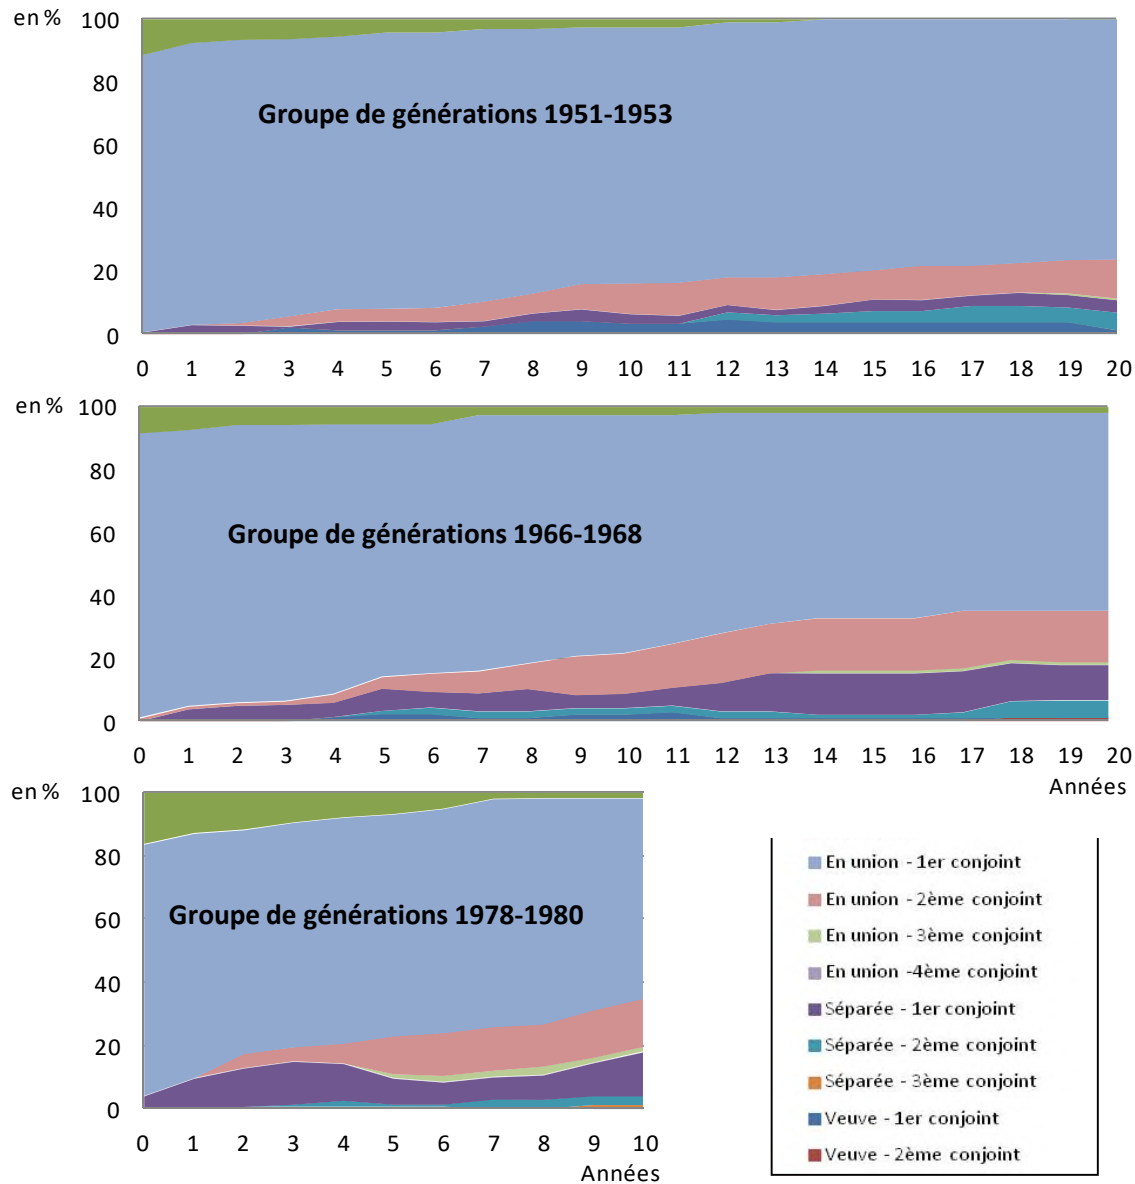 en %
100
80
60
40
20
0
Groupe de générations 1951-1953
0 1 2 3 4 5 6 7 8 9 10 11 12 13 14 15 16 17 18 19 20
en %
100
80
60
40
20
0
Groupe de générations 1966-1968
0 1 2 3 4 5 6 7 8 9 10 11 12 13 14 15 16 17 18 19 20
Années
en %
100
80
60
40
20
0
Groupe de générations 1978-1980
0 1 2 3 4 5 6 7 8 9 10
Années
En union - 1er conjoint
En union - 2ème conjoint
En union - 3ème conjoint
En union -4ème conjoint
Séparée - 1er conjoint
Séparée - 2ème conjoint
Séparée - 3ème conjoint
Veuve - 1er conjoint
Veuve - 2ème conjoint